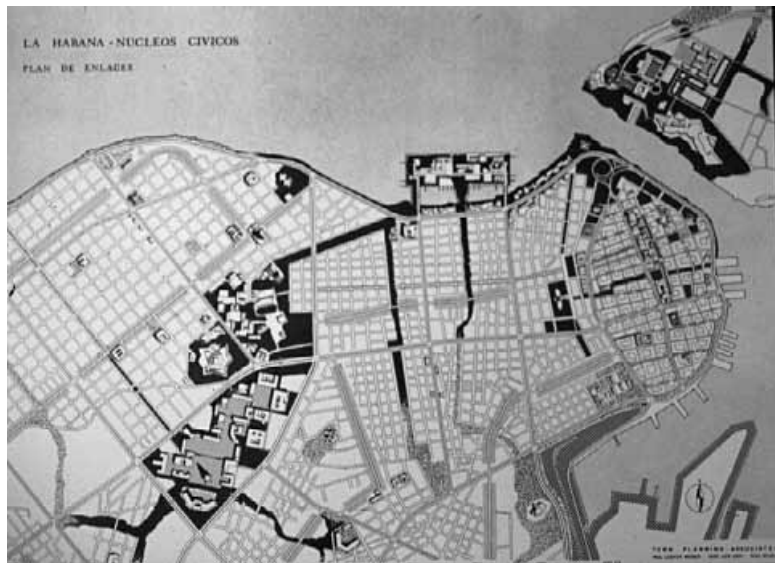 LA HABANA - NUCLEOS CIVICOS
PLAN DE ENLACES
TOWN PLANNING ASSOCIATES